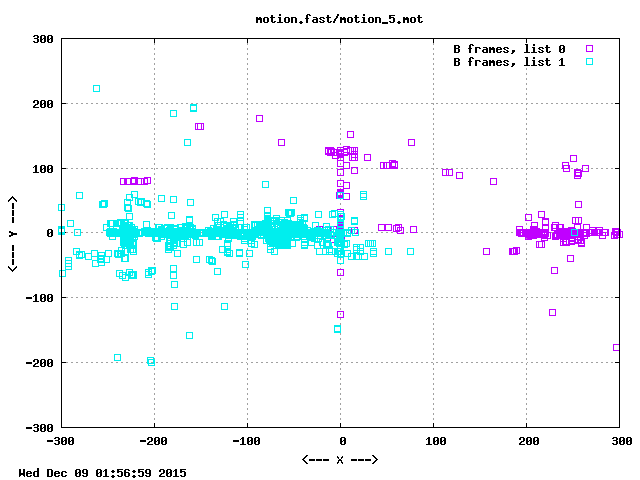 motion.fast/motion_5.mot
B frames, list 0
B frames, list 1
300
200
100
0
-100
-200
-300
<--- Y --->
-300 -200 -100 0 100 200 300
<--- X --->
Wed Dec 09 01:56:59 2015